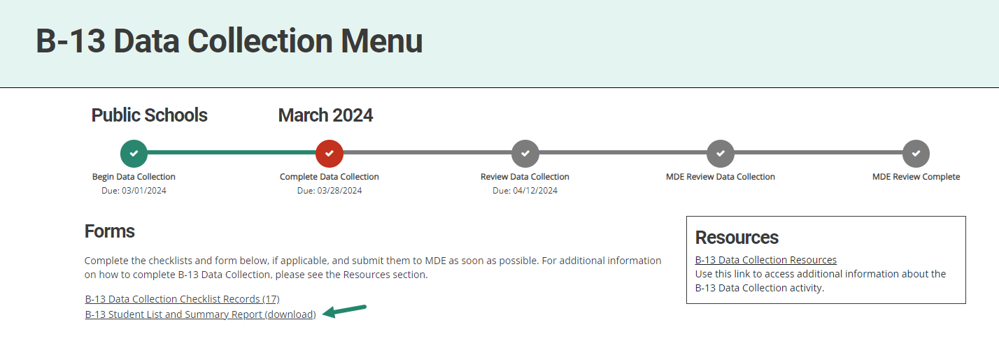 B-13 Data Collection Menu
Public Schools
March 2024
Begin Data Collection
Due: 03/01/2024
Complete Data Collection
Due: 03/28/2024
Review Data Collection
Due: 04/12/2024
MDE Review Data Collection
MDE Review Complete
Forms
Complete the checklists and form below, if applicable, and submit them to MDE as soon as possible. For additional information
on how to complete B-13 Data Collection, please see the Resources section.
B-13 Data Collection Checklist Records (17)
B-13 Student List and Summary Report (download)
Resources
B-13 Data Collection Resources
Use this link to access additional information about the
B-13 Data Collection activity.